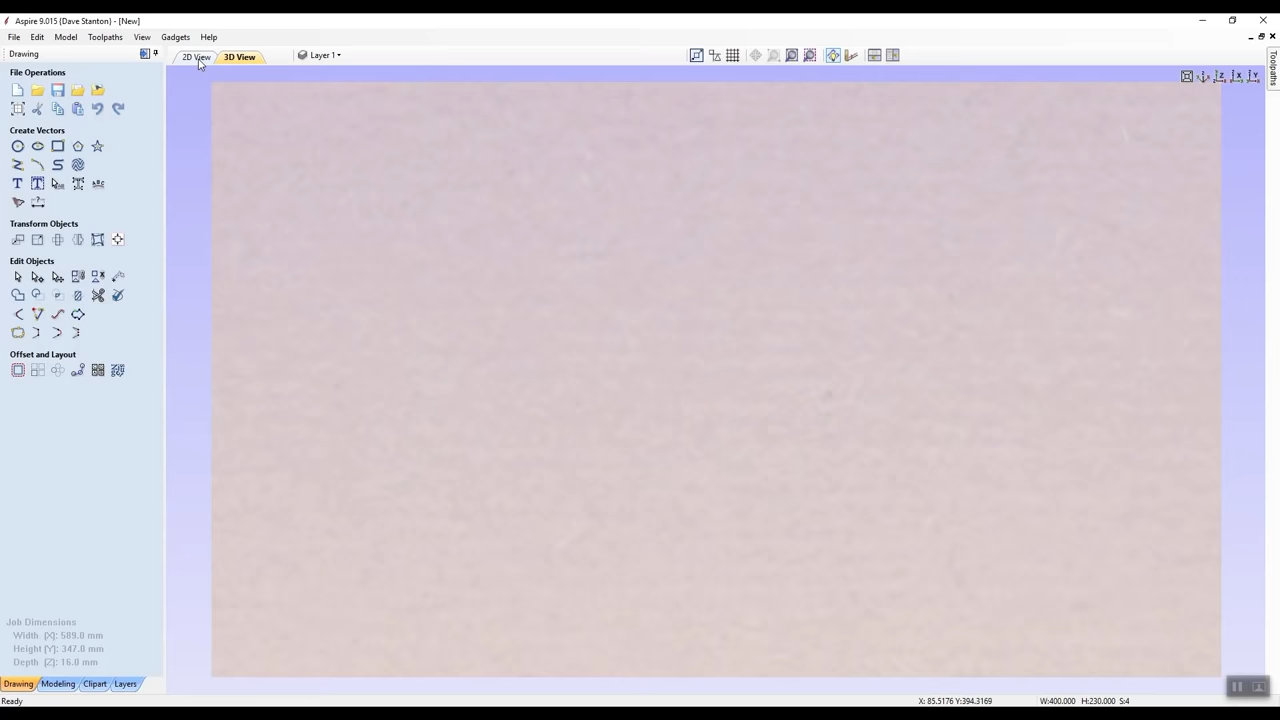 Aspire 9.015 {Dave Stanton} - [New]
File Edit Model Toolpaths View Gadgets Help
Drawing
2D View
3D View
Layer 1
Toolpaths
File Operations
Create Vectors
Transform Objects
Edit Objects
Offset and Layout
Job Dimensions
Width (X): 589.0 mm
Height (Y): 347.0 mm
Depth (Z): 16.0 mm
Drawing Modeling Clipart Layers
Ready
X: 85.5176 Y:394.3169
W:400.000 H:230.000 S:4